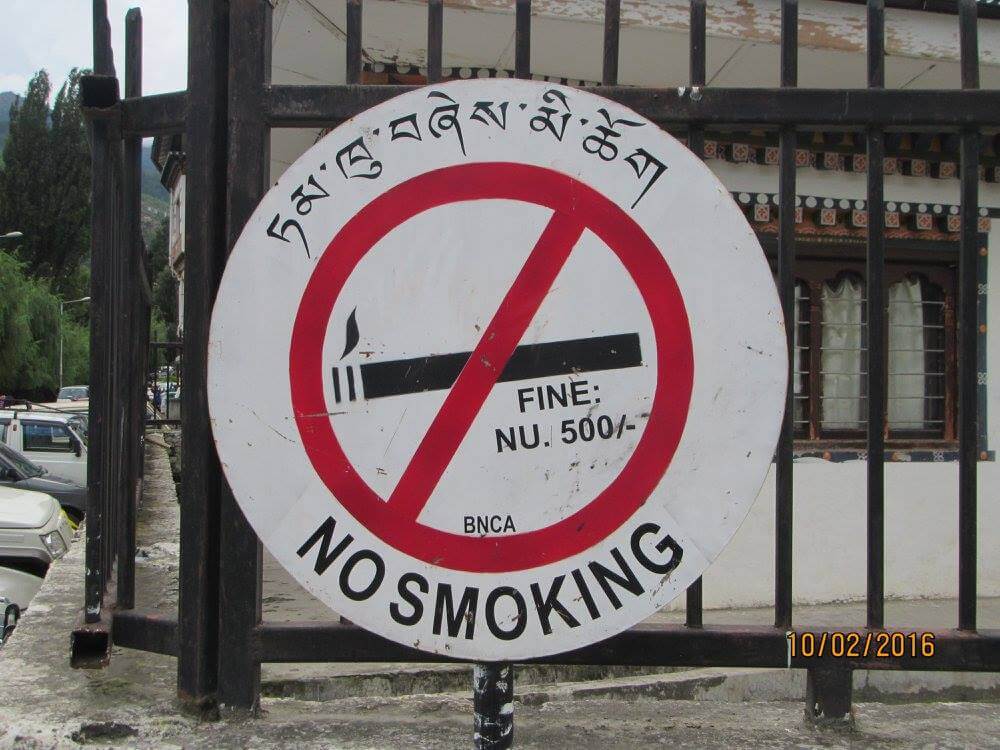 དམ་ཁུ་བཞེས་མི་ཆོག
FINE:
NU. 500/-
BNCA
NO SMOKING
10/02/2016